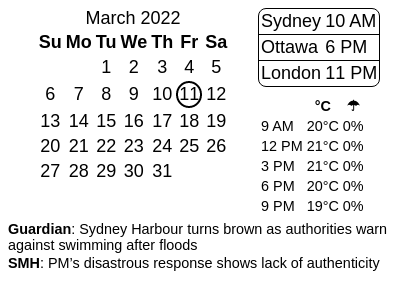 March 2022
Su Mo Tu We Th Fr Sa
1 2 3 4 5
6 7 8 9 10 11 12
13 14 15 16 17 18 19
20 21 22 23 24 25 26
27 28 29 30 31
Sydney 10 AM
Ottawa 6 PM
London 11 PM
°C ☂
9 AM 20°C 0%
12 PM 21°C 0%
3 PM 21°C 0%
6 PM 20°C 0%
9 PM 19°C 0%
Guardian: Sydney Harbour turns brown as authorities warn
against swimming after floods
SMH: PM’s disastrous response shows lack of authenticity